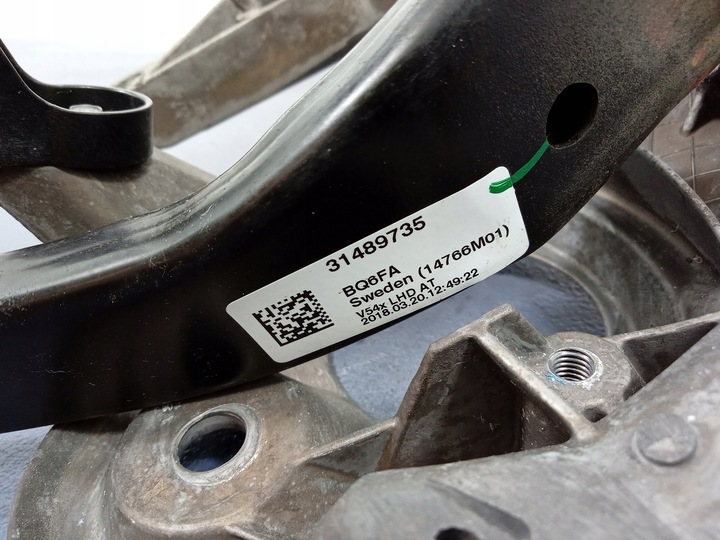 31489735
BQ6FA
Sweden (14766M01)
V54x LHD AT
2018.03.20.12:49:22